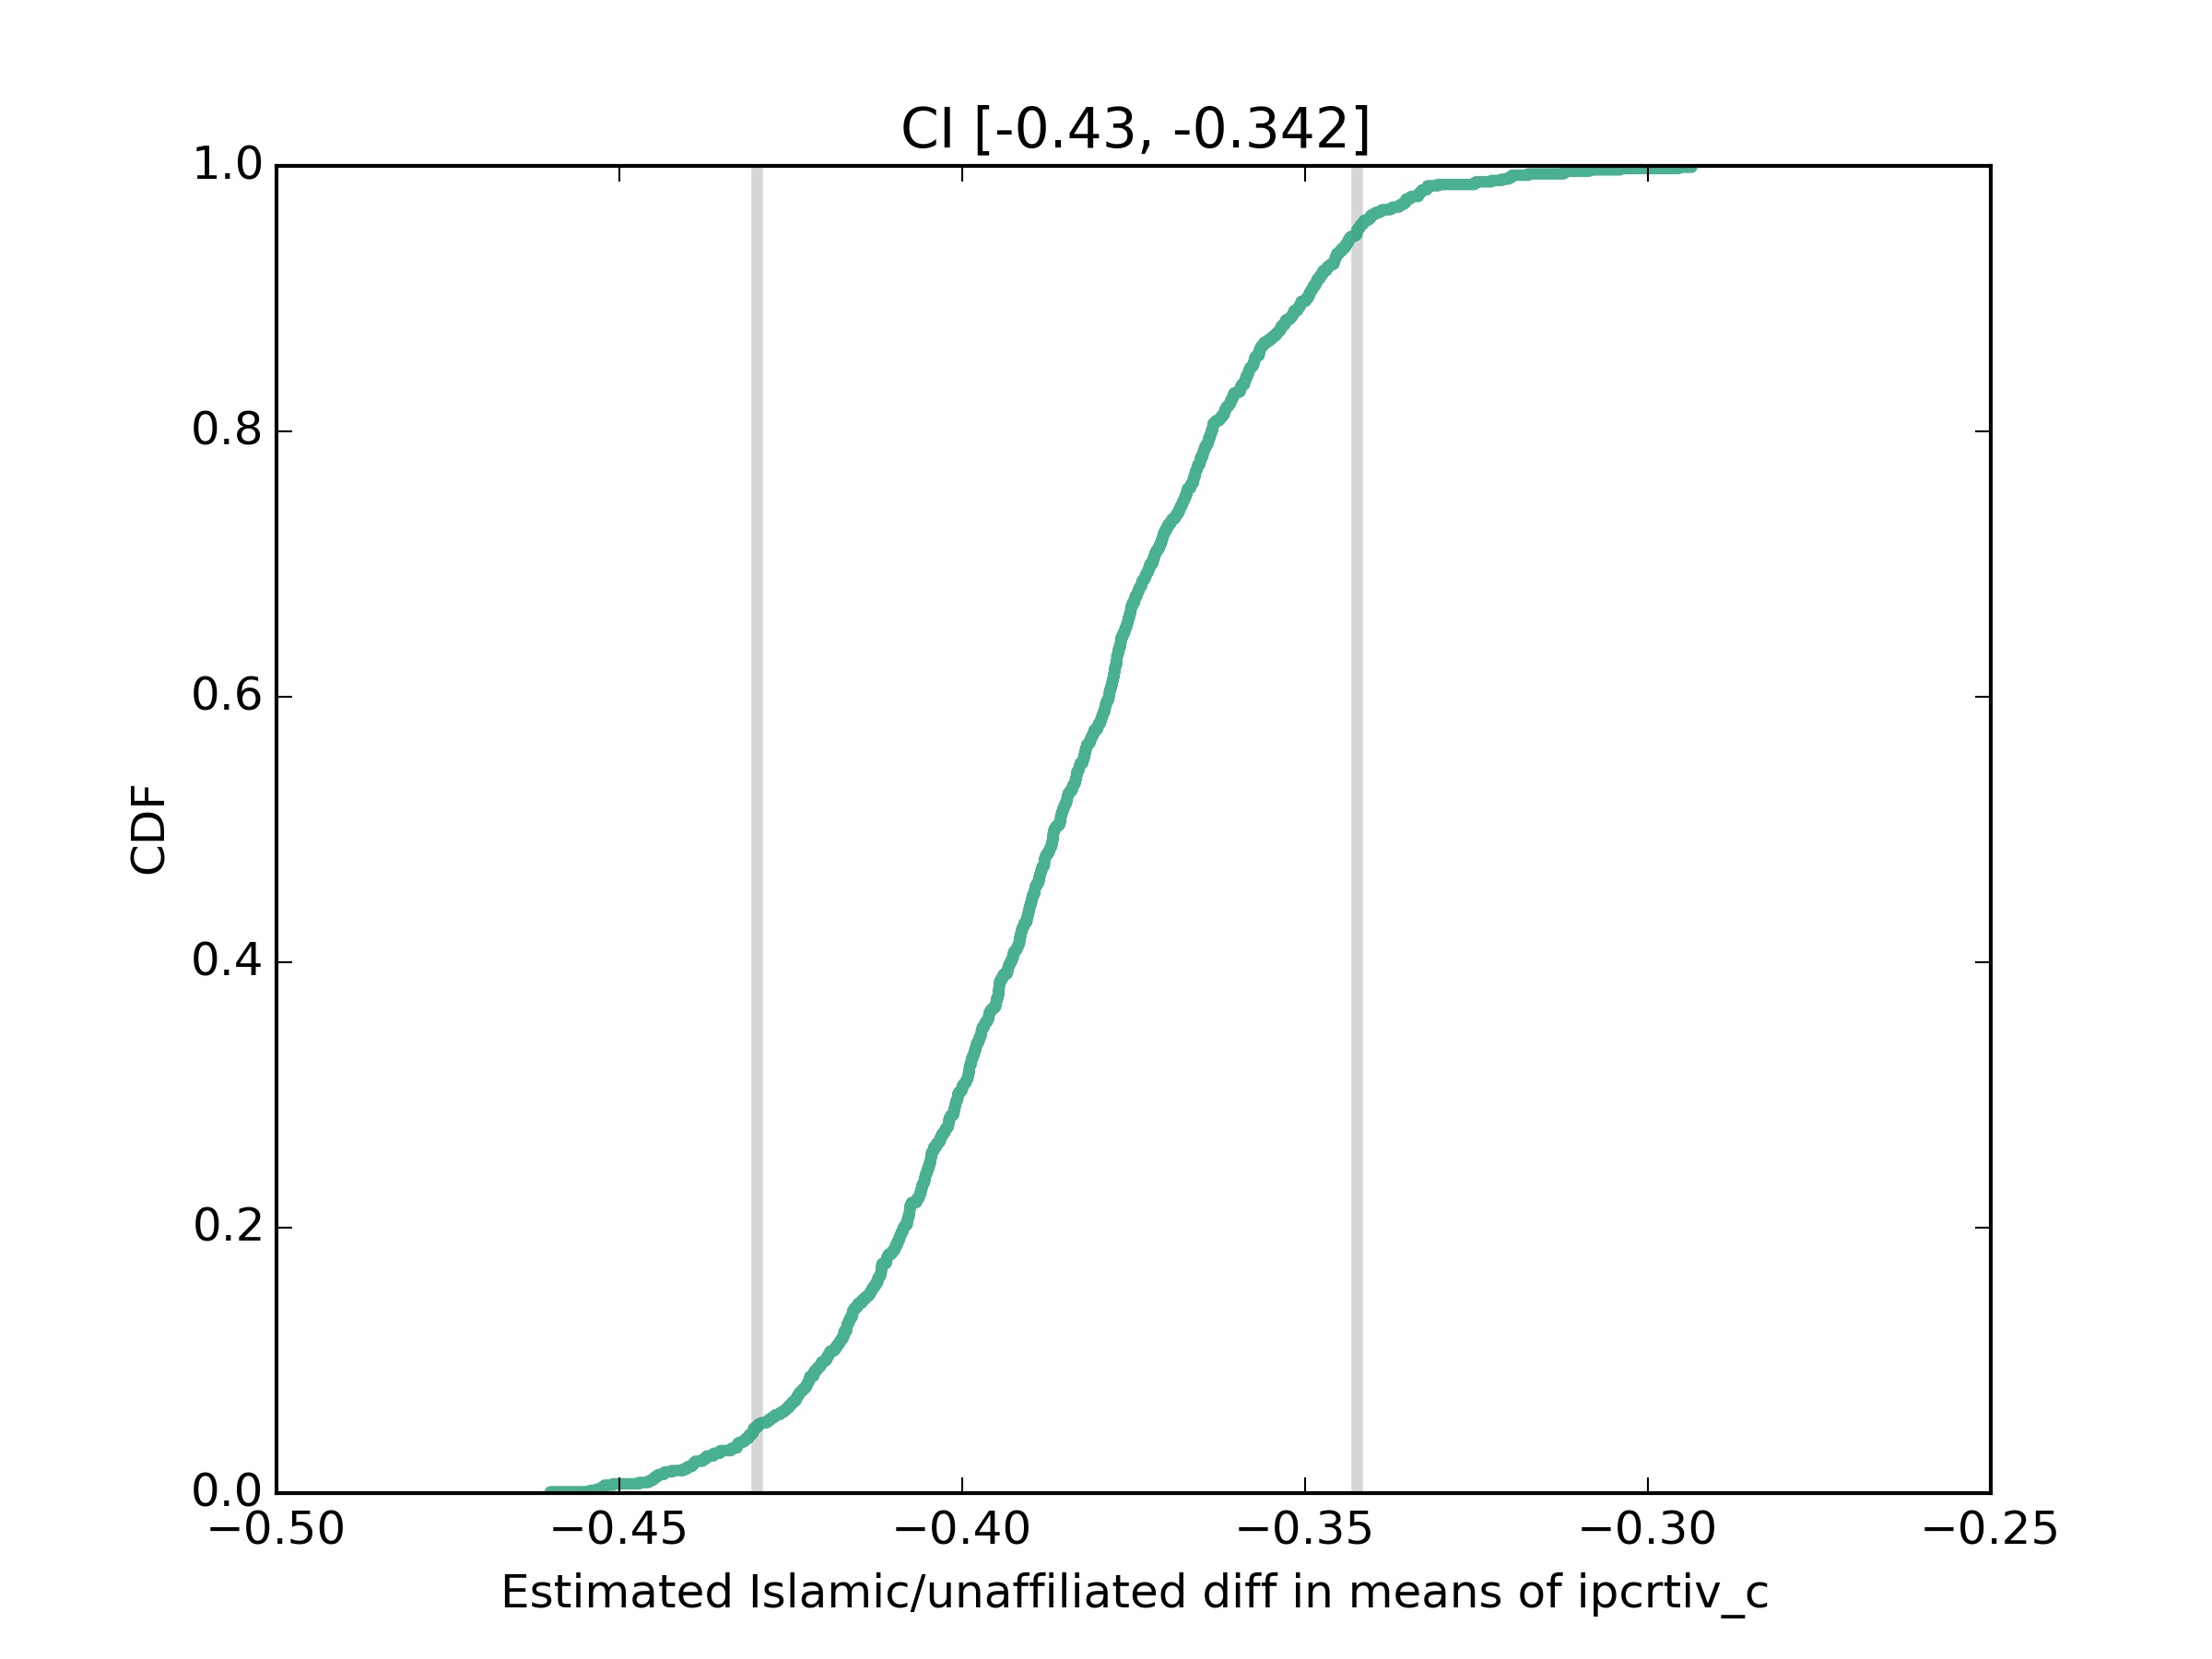 CI [-0.43, -0.342]
1.0
0.8
0.6
0.4
0.2
0.0
CDF
−0.50 −0.45 −0.40 −0.35 −0.30 −0.25
Estimated Islamic/unaffiliated diff in means of ipcrtiv_c